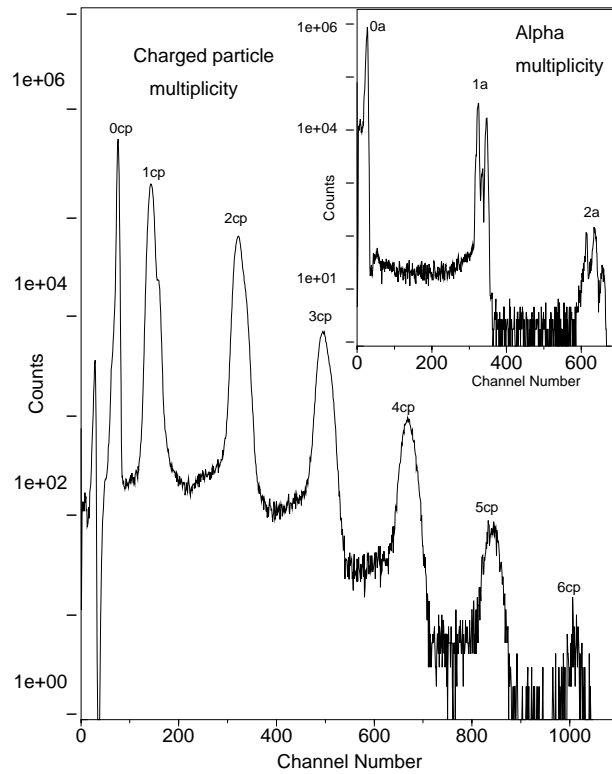 Charged particle
multiplicity
1e+06
0cp
1cp
2cp
1e+04
3cp
Counts
4cp
1e+02
5cp
6cp
1e+00
0 200 400 600 800 1000
Channel Number
Alpha
multiplicity
1e+06
0a
1a
1e+04
Counts
2a
1e+01
0 200 400 600
Channel Number